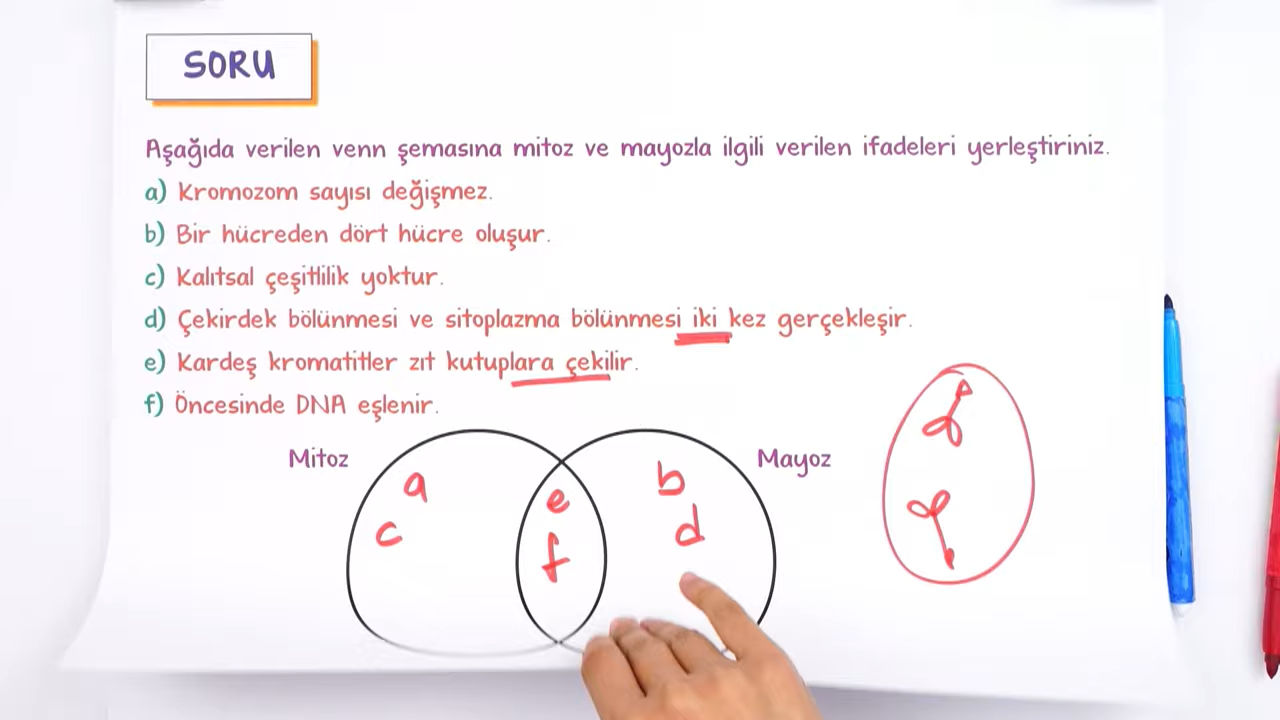 SORU
Aşağıda verilen venn şemasına mitoz ve mayozla ilgili verilen ifadeleri yerleştiriniz.
a) Kromozom sayısı değişmez.
b) Bir hücreden dört hücre oluşur.
c) Kalıtsal çeşitlilik yoktur.
d) Çekirdek bölünmesi ve sitoplazma bölünmesi iki kez gerçekleşir.
e) Kardeş kromatitler zıt kutuplara çekilir.
f) Öncesinde DNA eşlenir.
Mitoz
Mayoz
a
e
b
c
f
d